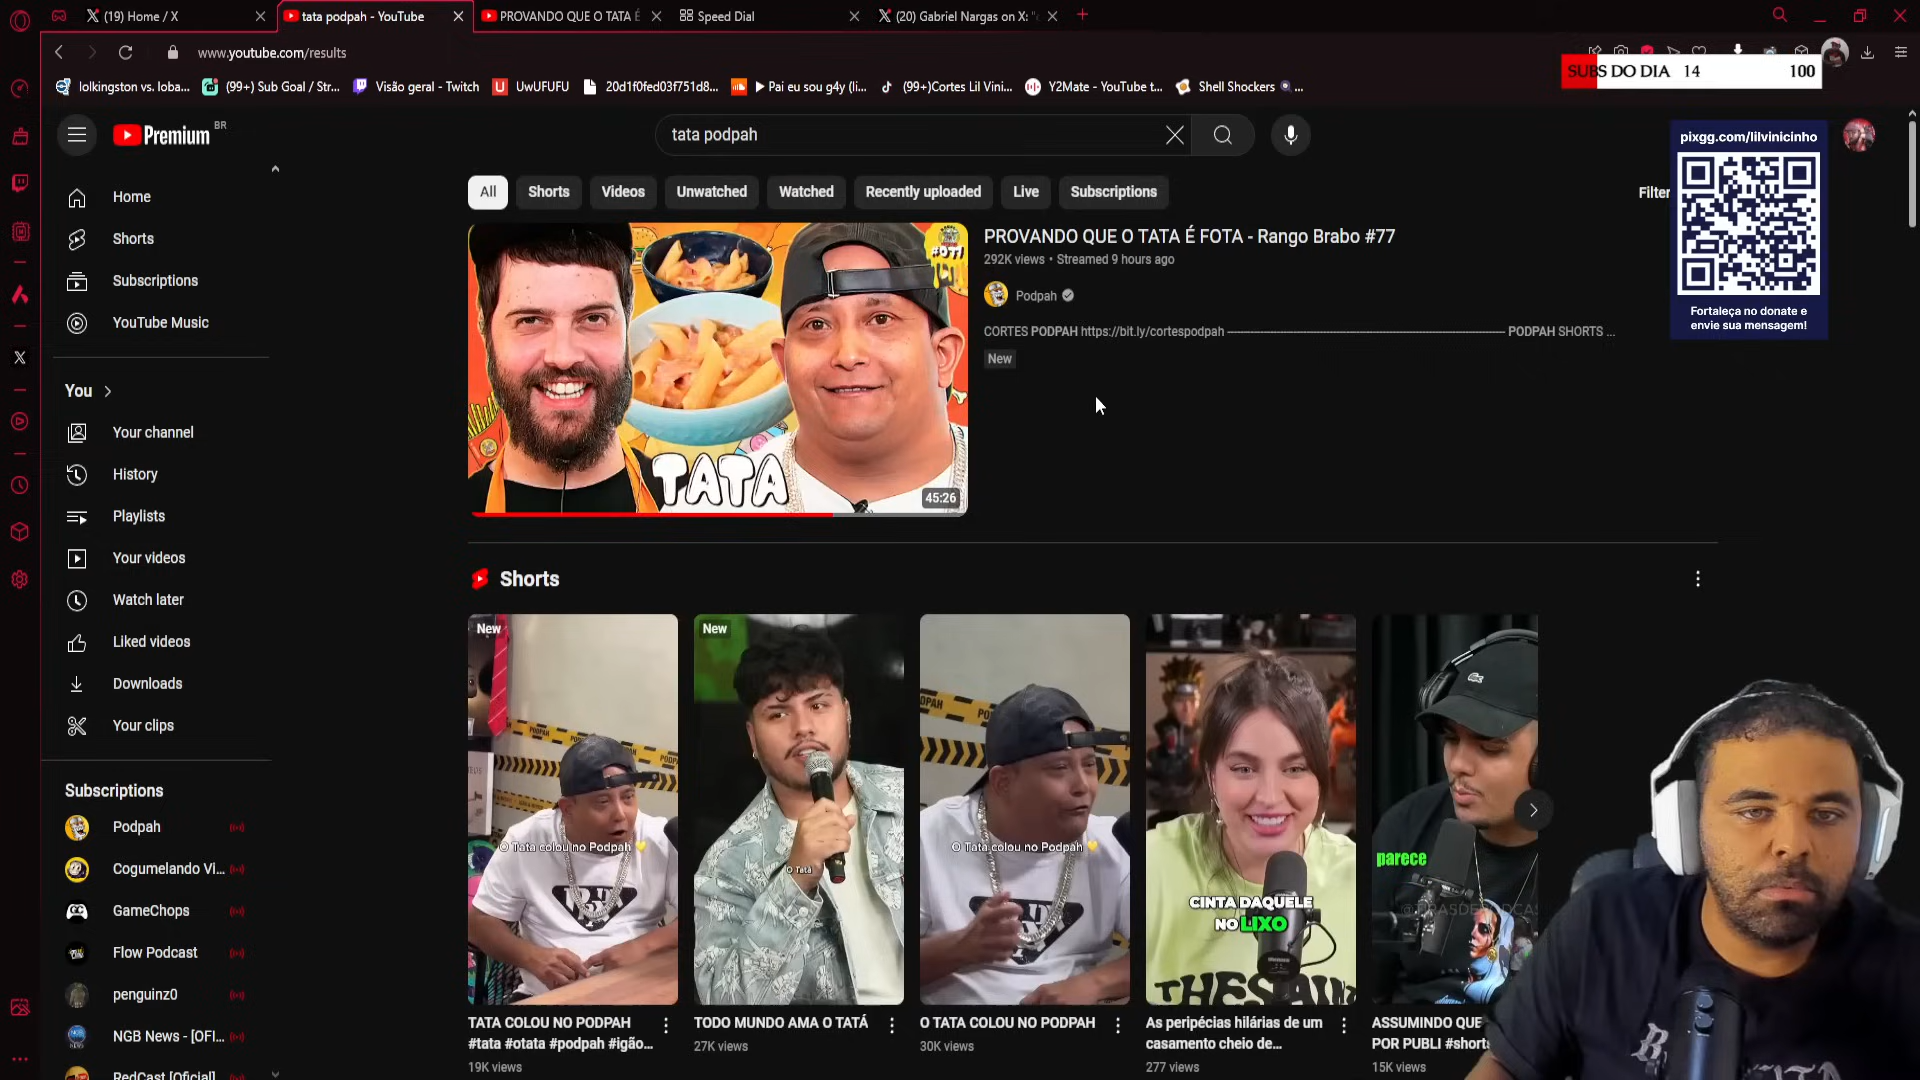 (19) Home / X
tata podpah - YouTube
PROVANDO QUE O TATA É
Speed Dial
(20) Gabriel Nargas on X: "
www.youtube.com/results
SUBS DO DIA 14 100
lolkingston vs. loba...
(99+) Sub Goal / Str...
Visão geral - Twitch
UwUFUFU
20d1f0fed03f751d8...
▶ Pai eu sou g4y (li...
(99+)Cortes Lil Vini...
Y2Mate - YouTube t...
Shell Shockers ...
Premium BR
tata podpah
pixgg.com/lilvinicinho
Fortaleça no donate e
envie sua mensagem!
Home
Shorts
Subscriptions
YouTube Music
You
Your channel
History
Playlists
Your videos
Watch later
Liked videos
Downloads
Your clips
Subscriptions
Podpah
Cogumelando Vi...
GameChops
Flow Podcast
penguinz0
NGB News - [OFI...
RedCast [Oficial]
All
Shorts
Videos
Unwatched
Watched
Recently uploaded
Live
Subscriptions
Filter
TATA
45:26
PROVANDO QUE O TATA É FOTA - Rango Brabo #77
292K views • Streamed 9 hours ago
Podpah
CORTES PODPAH https://bit.ly/cortespodpah ---------------------------------------- PODPAH SHORTS ...
New
Shorts
New
O Tata colou no Podpah
TATA COLOU NO PODPAH
#tata #otata #podpah #igão...
19K views
New
O Tata
TODO MUNDO AMA O TATÁ
27K views
O Tata colou no Podpah
O TATA COLOU NO PODPAH
30K views
CINTA DAQUELE
NO LIXO
As peripécias hilárias de um
casamento cheio de...
277 views
parece
ASSUMINDO QUE
POR PUBLI #shorts
15K views